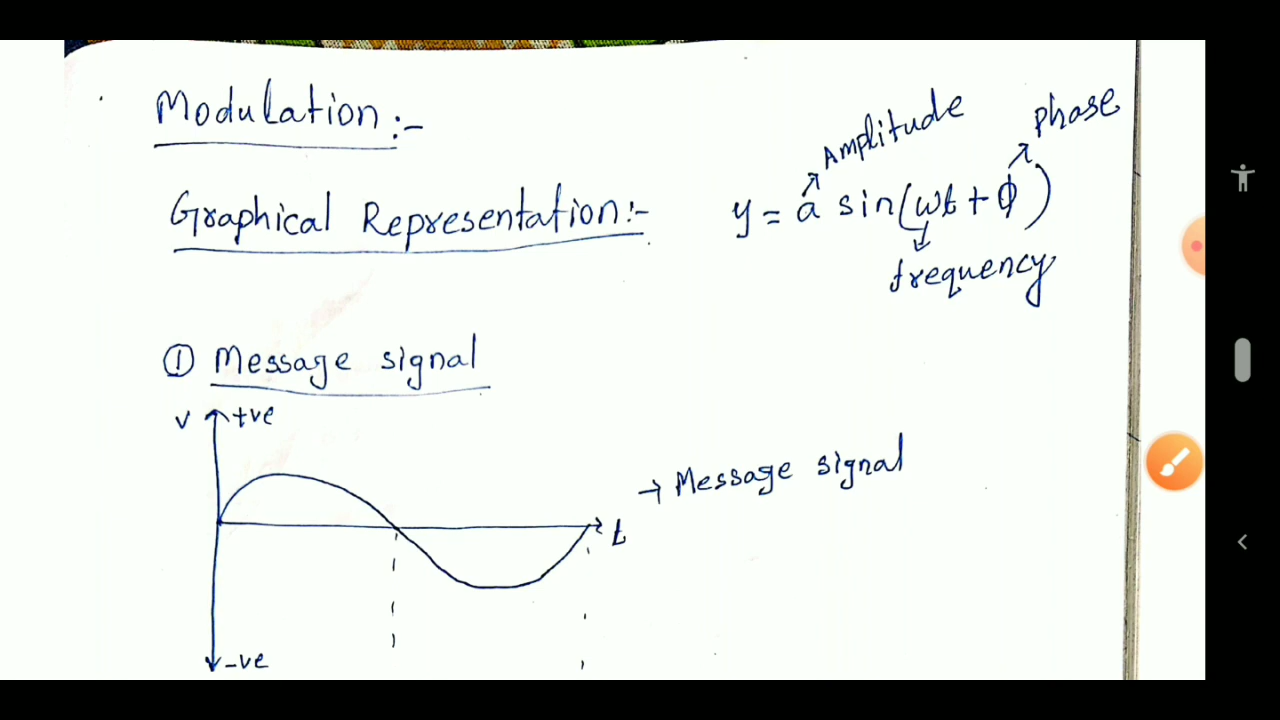 Modulation:-
Graphical Representation:-
Amplitude
Phase
y = a sin(ωt + ϕ)
frequency
① Message signal
V
+ve
→ Message signal
t
-ve